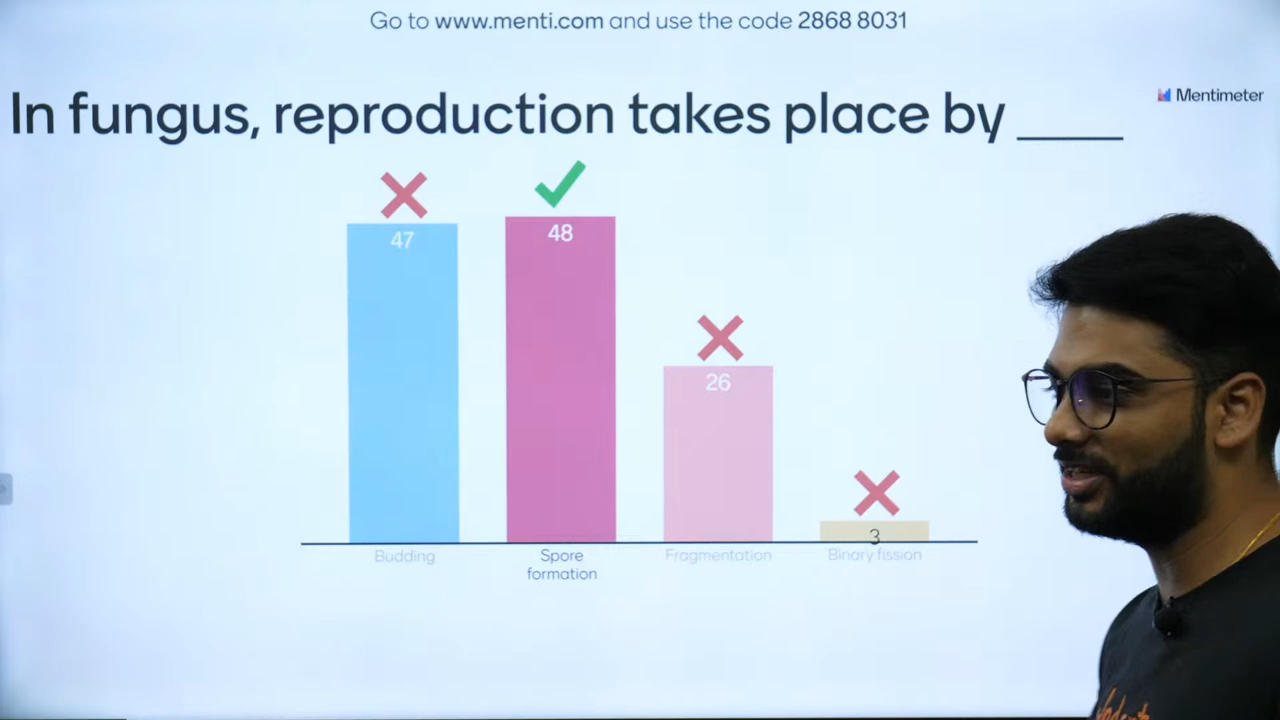 Go to www.menti.com and use the code 2868 8031
In fungus, reproduction takes place by ____
Mentimeter
47
48
26
3
Budding
Spore
formation
Fragmentation
Binary fission